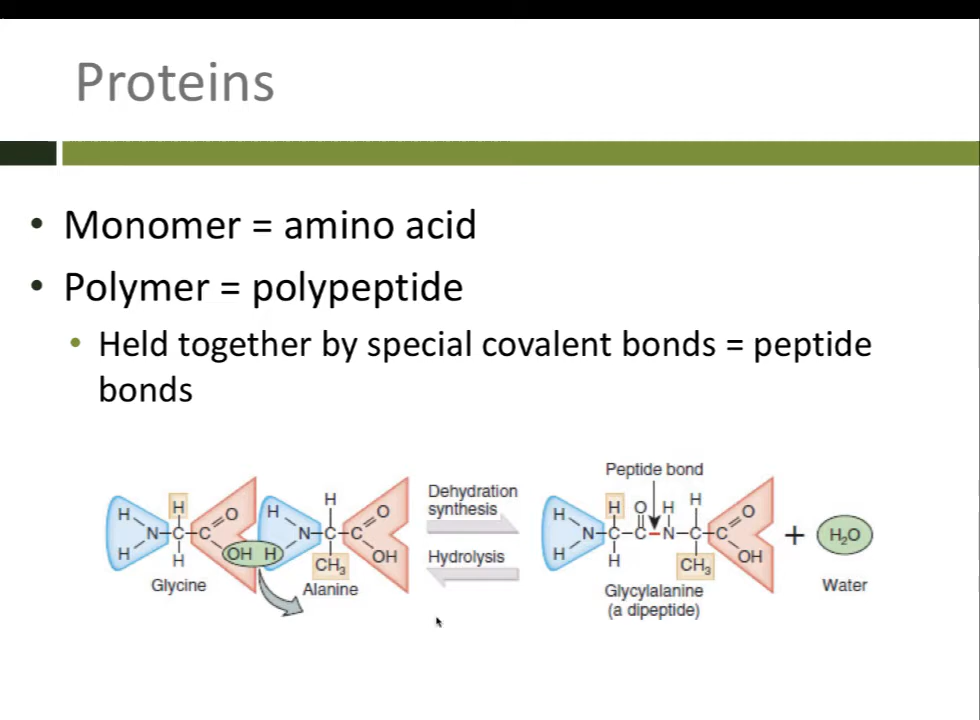 Proteins
• Monomer = amino acid
• Polymer = polypeptide
• Held together by special covalent bonds = peptide
bonds
Peptide bond
H H O H N C C OH H
Glycine
H H N C C O OH CH₃
Alanine
Dehydration
synthesis
Hydrolysis
H H N C H H C O N H C H CH₃ C O OH
Glycylalanine
(a dipeptide)
+
H₂O
Water